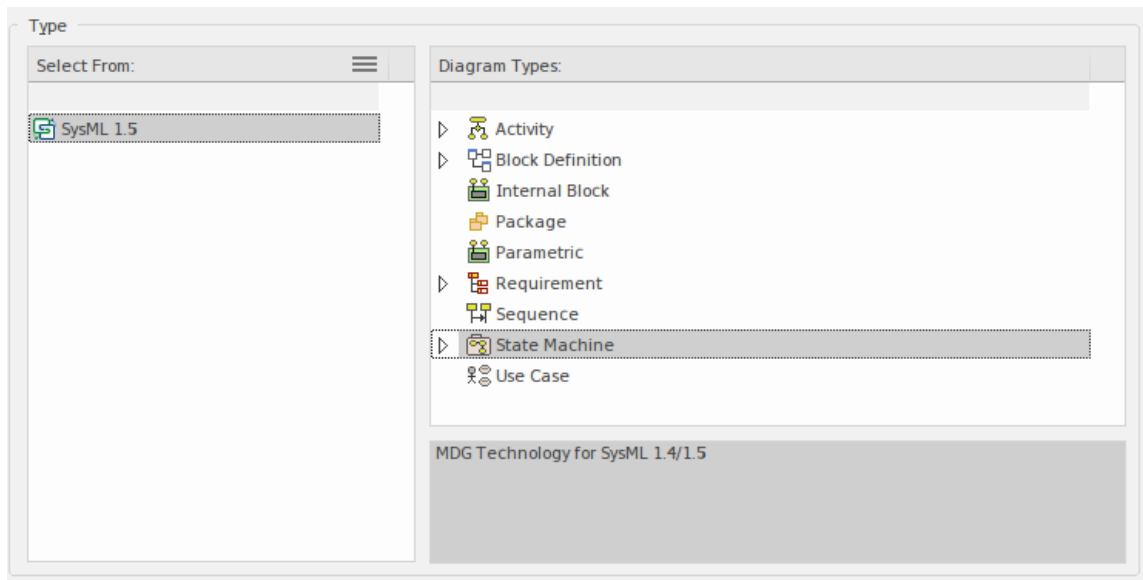 Type
Select From:
SysML 1.5
Diagram Types:
Activity
Block Definition
Internal Block
Package
Parametric
Requirement
Sequence
State Machine
Use Case
MDG Technology for SysML 1.4/1.5